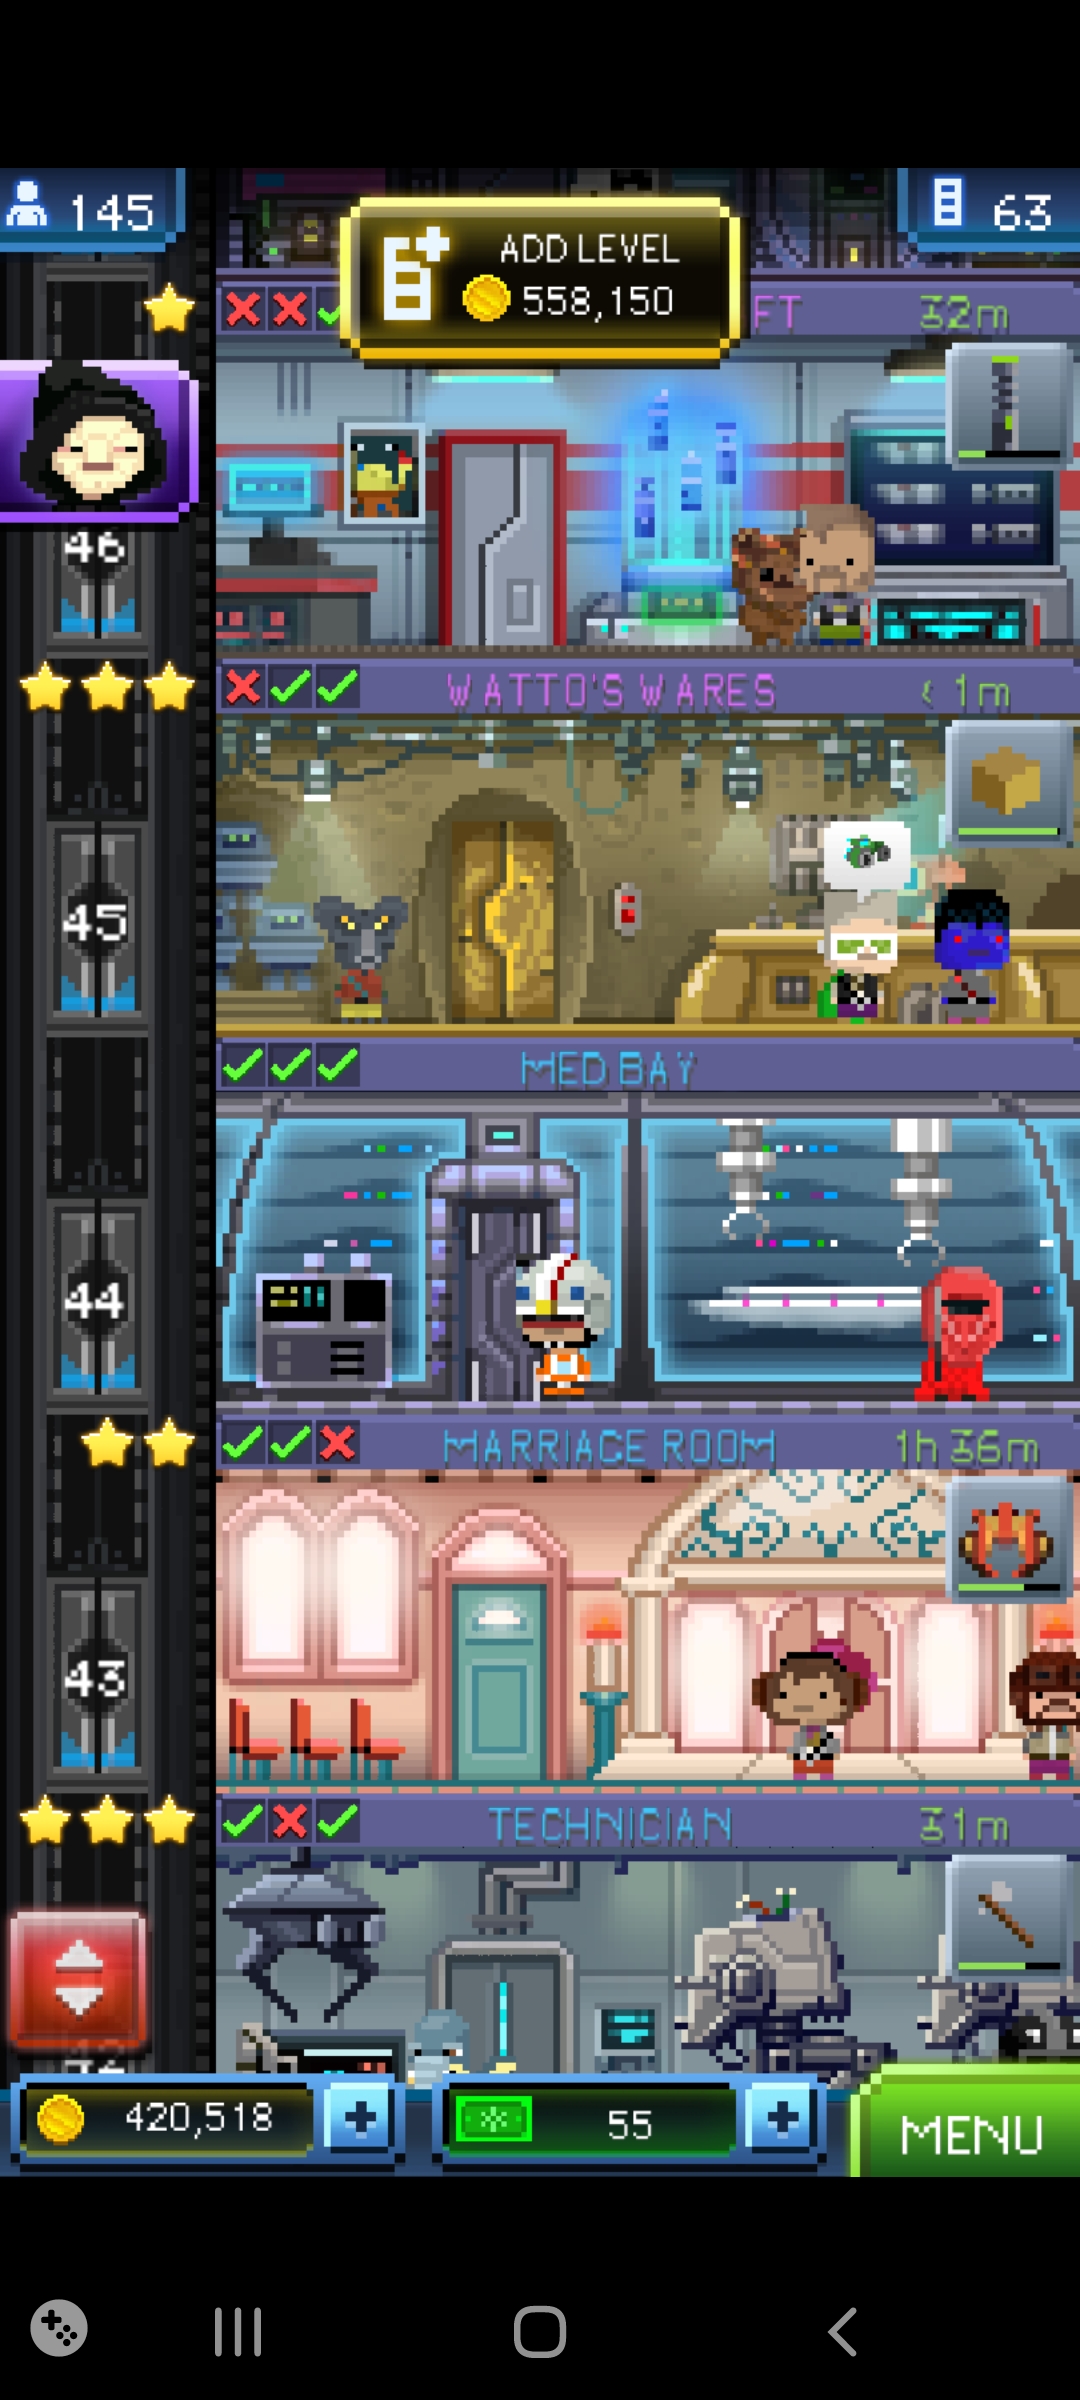 145
ADD LEVEL
558,150
63
FT
32m
46
WATTO'S WARES
< 1m
45
MED BAY
44
MARRIAGE ROOM
1h 36m
43
TECHNICIAN
31m
420,518
55
MENU